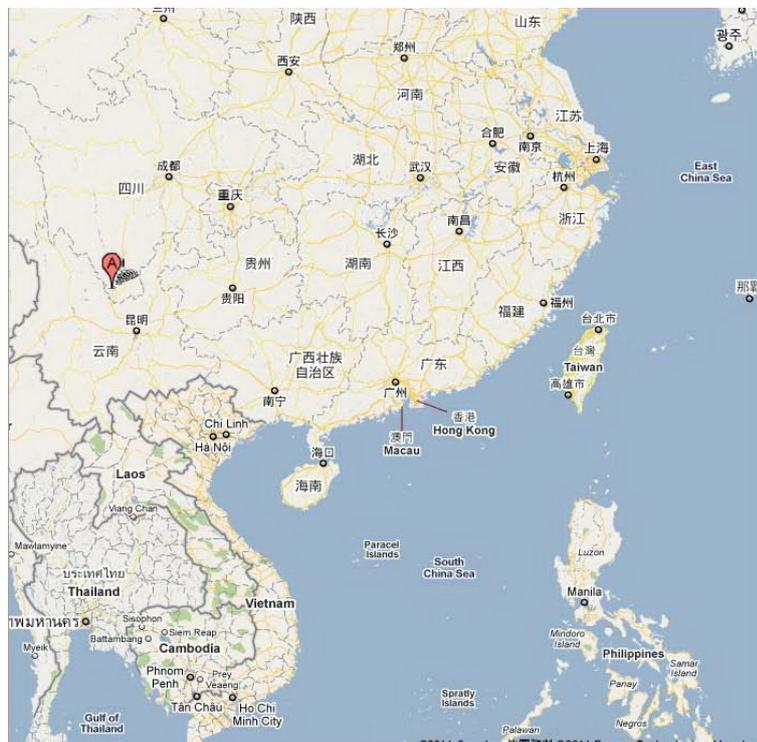 兰州
陕西
山东
광주
西安
郑州
河南
江苏
合肥
南京
上海
成都
湖北
武汉
安徽
杭州
East
China Sea
四川
重庆
浙江
南昌
长沙
A
贵州
湖南
江西
那覇
贵阳
福建
福州
昆明
台北市
云南
广西壮族
自治区
广东
台灣
Taiwan
南宁
广州
高雄市
香港
Hong Kong
澳門
Macau
Chí Linh
Hà Nội
海口
Laos
海南
Viang Chan
Mawlamyine
Paracel
Islands
South
China Sea
Luzon
ประเทศไทย
Thailand
Manila
Vietnam
Sisophon
Siem Reap
Battambang
Cambodia
Mindoro
Island
Philippines
Samar
Island
Myeik
Phnom
Penh
Prey
Veaeng
Panay
Tân Châu
Ho Chi
Minh City
Spratly
Islands
Gulf of
Thailand
Palawan
Negros